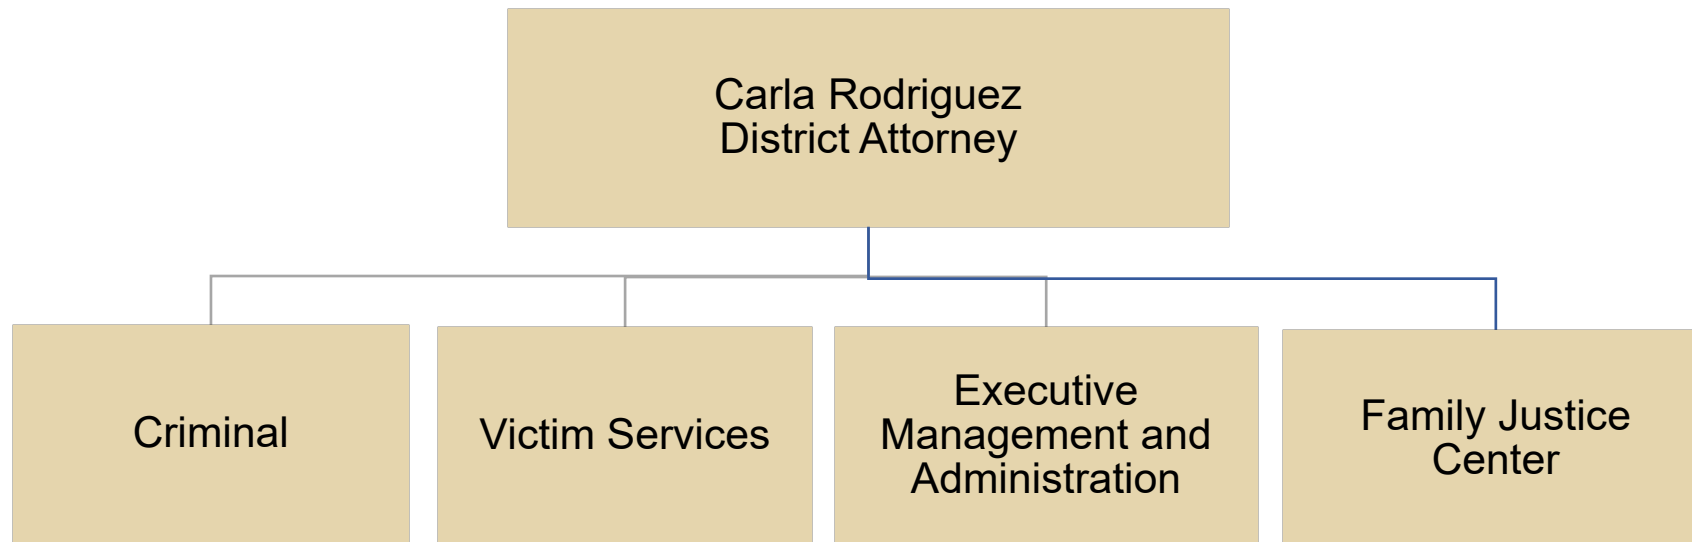 Carla Rodriguez
District Attorney
Criminal
Victim Services
Executive
Management and
Administration
Family Justice
Center